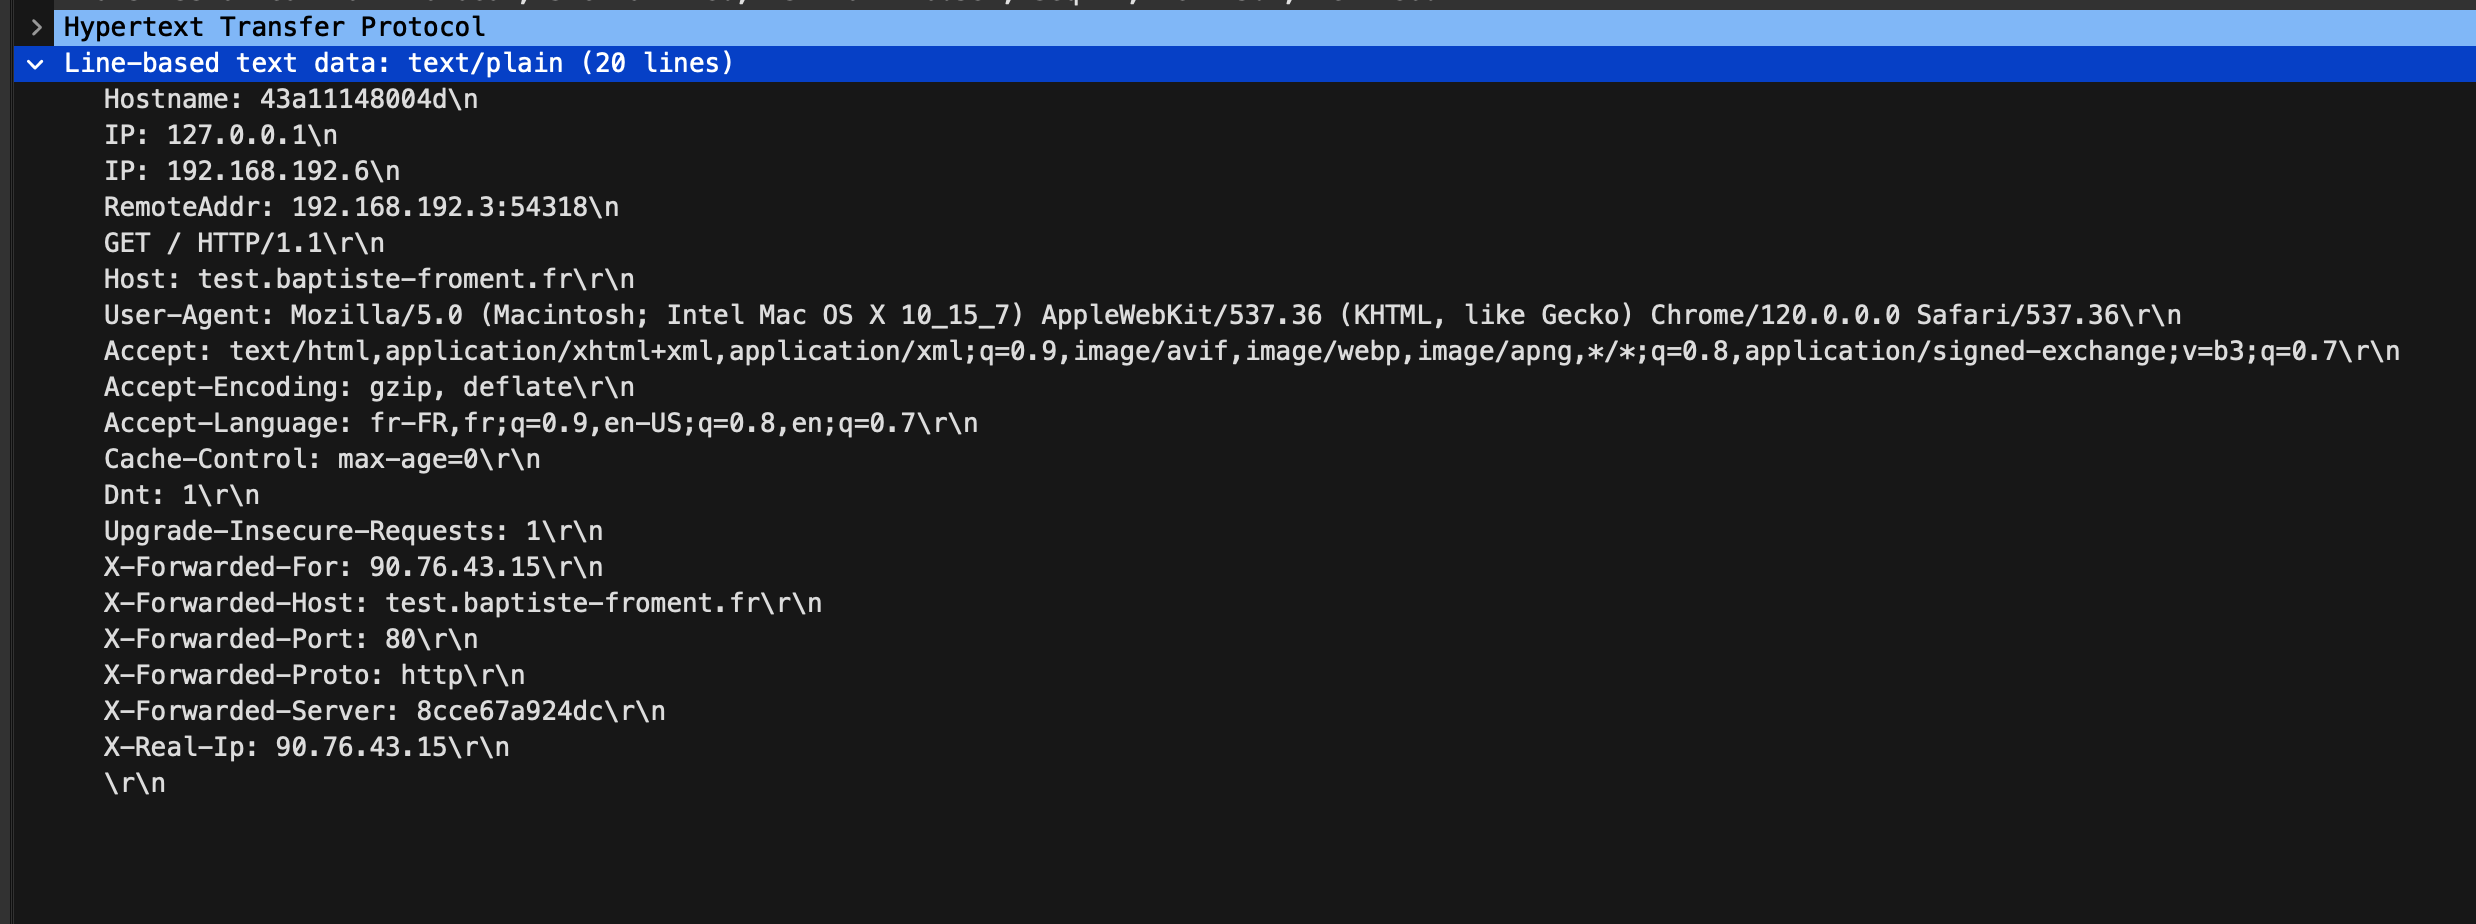 Hypertext Transfer Protocol
Line-based text data: text/plain (20 lines)
Hostname: 43a11148004d\n
IP: 127.0.0.1\n
IP: 192.168.192.6\n
RemoteAddr: 192.168.192.3:54318\n
GET / HTTP/1.1\r\n
Host: test.baptiste-froment.fr\r\n
User-Agent: Mozilla/5.0 (Macintosh; Intel Mac OS X 10_15_7) AppleWebKit/537.36 (KHTML, like Gecko) Chrome/120.0.0.0 Safari/537.36\r\n
Accept: text/html,application/xhtml+xml,application/xml;q=0.9,image/avif,image/webp,image/apng,*/*;q=0.8,application/signed-exchange;v=b3;q=0.7\r\n
Accept-Encoding: gzip, deflate\r\n
Accept-Language: fr-FR,fr;q=0.9,en-US;q=0.8,en;q=0.7\r\n
Cache-Control: max-age=0\r\n
Dnt: 1\r\n
Upgrade-Insecure-Requests: 1\r\n
X-Forwarded-For: 90.76.43.15\r\n
X-Forwarded-Host: test.baptiste-froment.fr\r\n
X-Forwarded-Port: 80\r\n
X-Forwarded-Proto: http\r\n
X-Forwarded-Server: 8cce67a924dc\r\n
X-Real-Ip: 90.76.43.15\r\n
\r\n